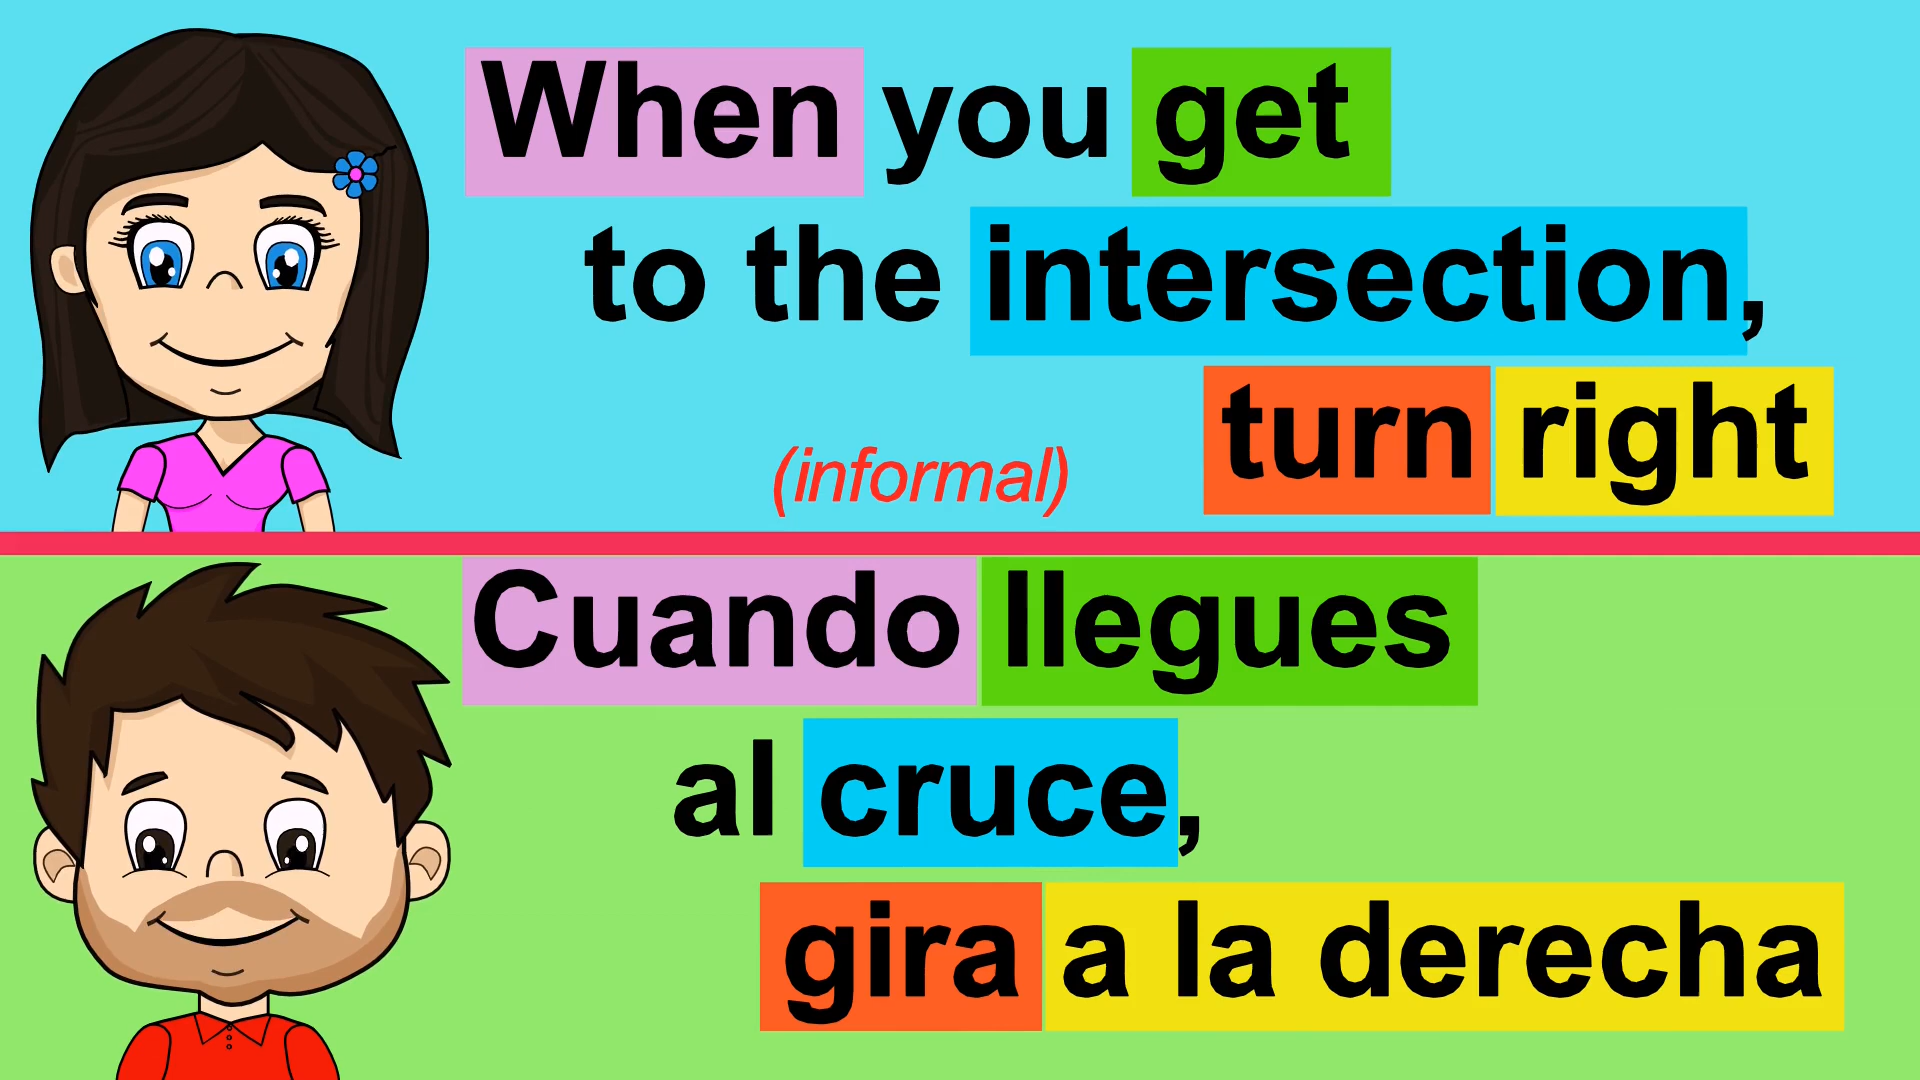 When you get
to the intersection,
turn right
(informal)
Cuando llegues
al cruce,
gira a la derecha